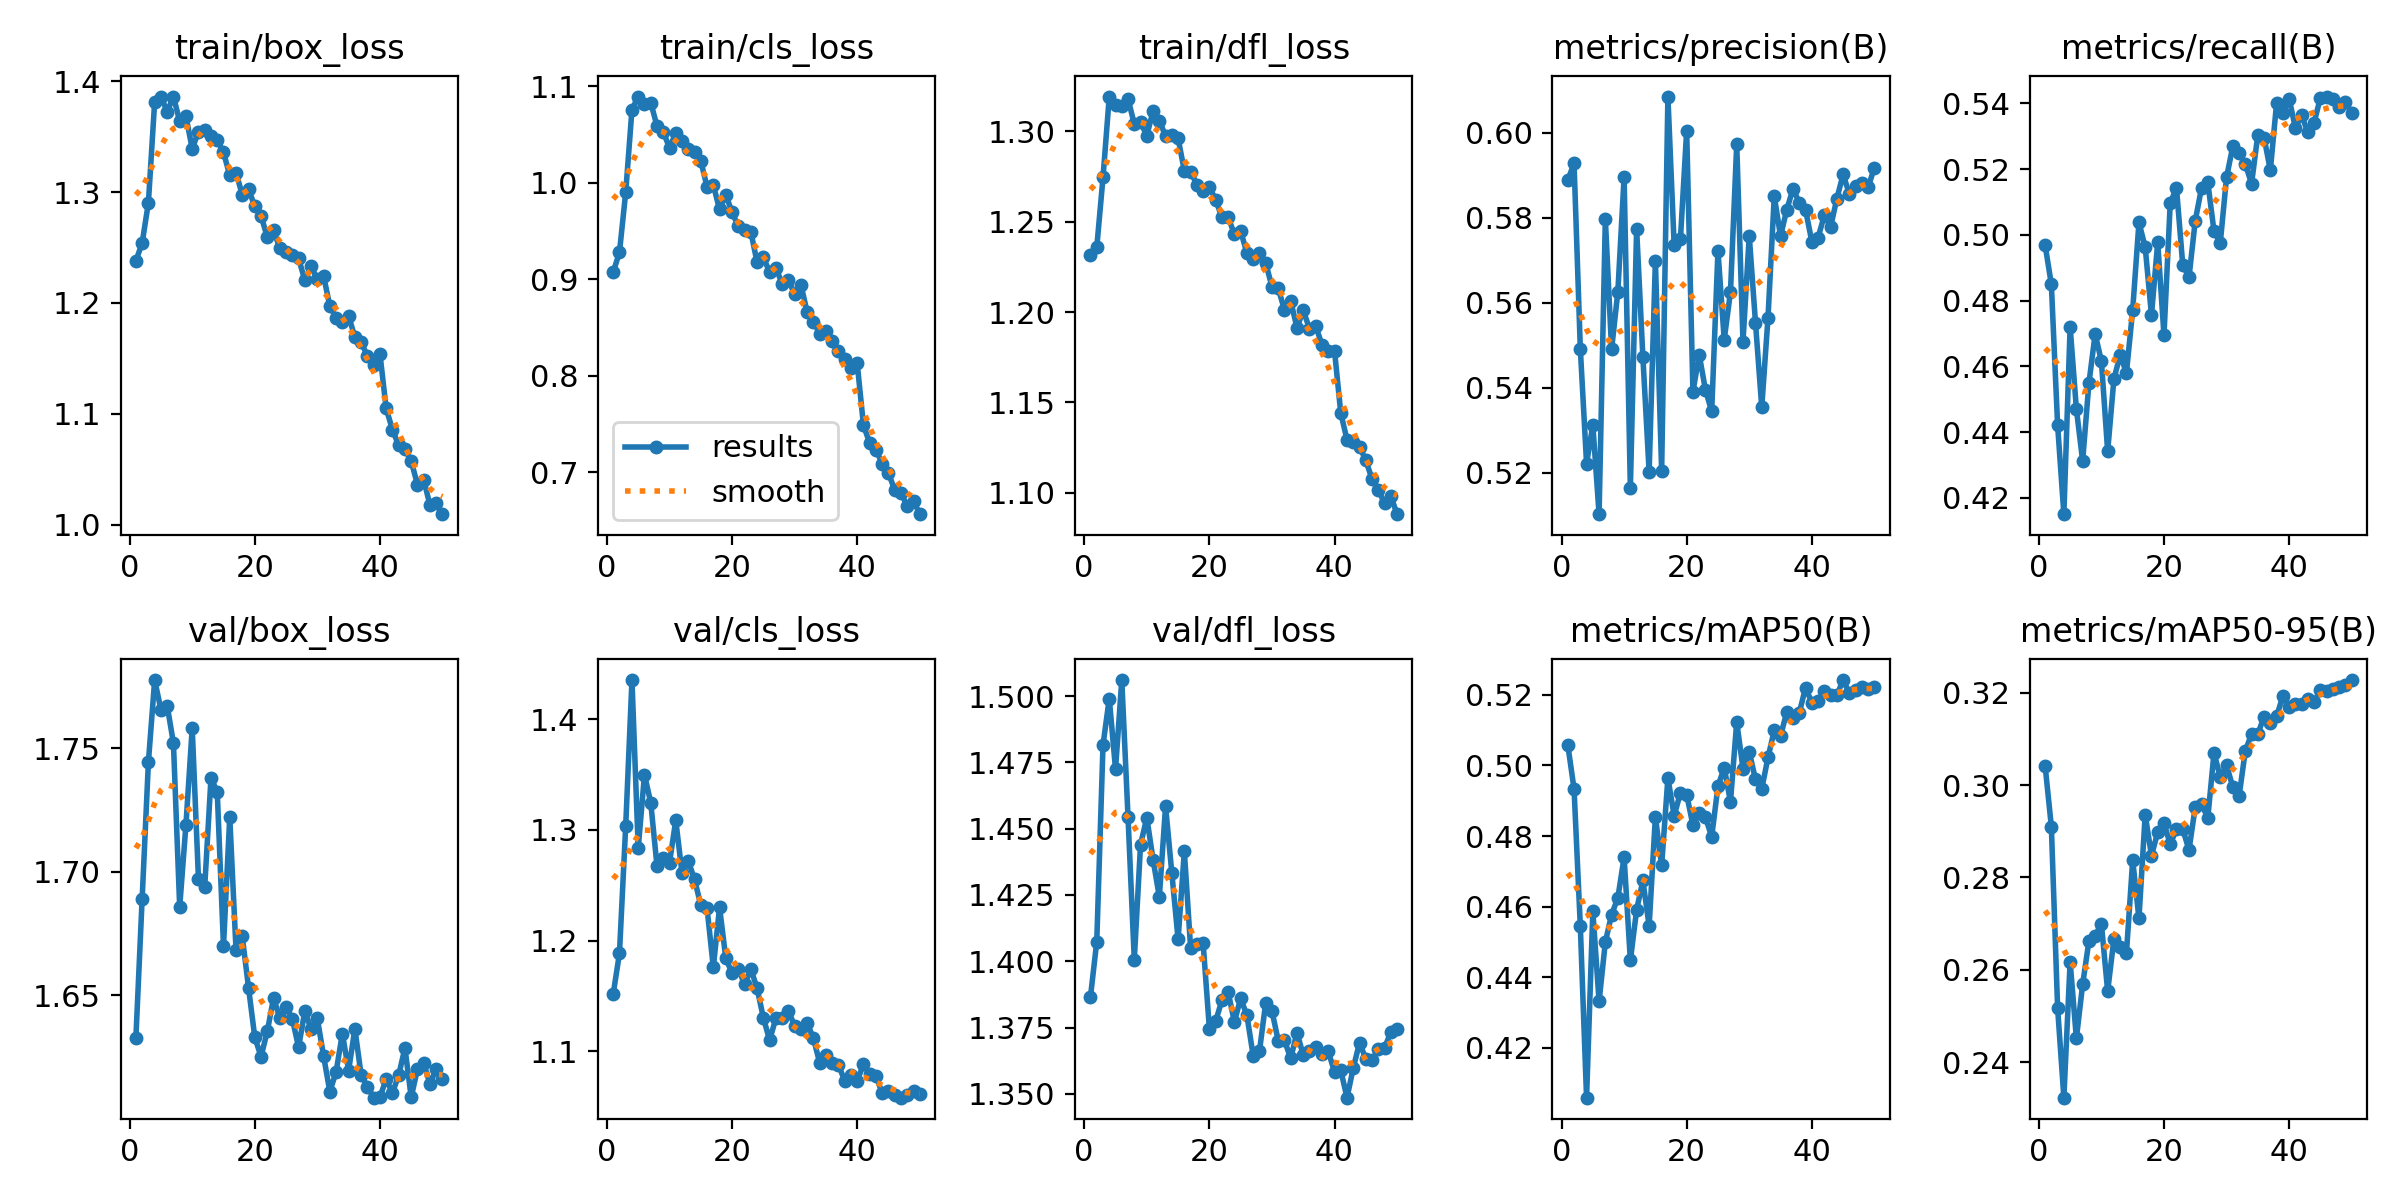 train/box_loss
1.4
1.3
1.2
1.1
1.0
0 20 40
train/cls_loss
1.1
1.0
0.9
0.8
0.7
results
smooth
0 20 40
train/dfl_loss
1.30
1.25
1.20
1.15
1.10
0 20 40
metrics/precision(B)
0.60
0.58
0.56
0.54
0.52
0 20 40
metrics/recall(B)
0.54
0.52
0.50
0.48
0.46
0.44
0.42
0 20 40
val/box_loss
1.75
1.70
1.65
0 20 40
val/cls_loss
1.4
1.3
1.2
1.1
0 20 40
val/dfl_loss
1.500
1.475
1.450
1.425
1.400
1.375
1.350
0 20 40
metrics/mAP50(B)
0.52
0.50
0.48
0.46
0.44
0.42
0 20 40
metrics/mAP50-95(B)
0.32
0.30
0.28
0.26
0.24
0 20 40